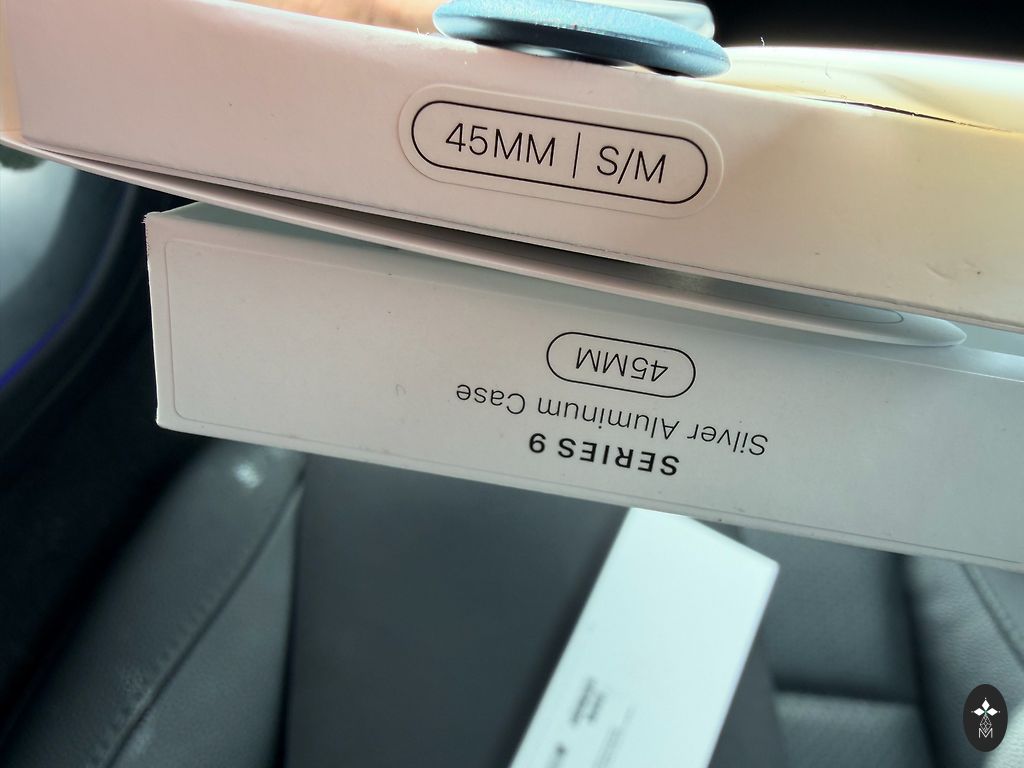 45MM | S/M
SERIES 9
Silver Aluminum Case
45MM
M